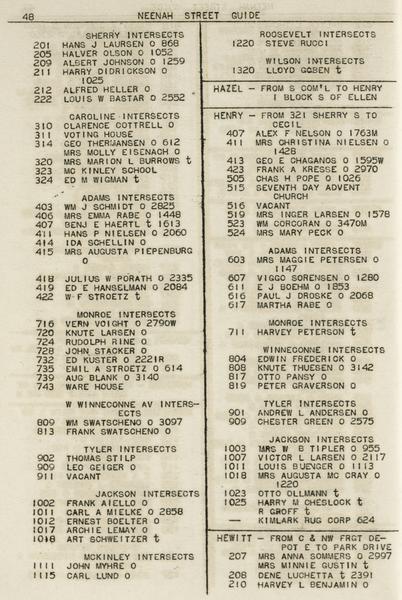 48 NEENAH STREET GUIDE
SHERRY INTERSECTS
201 HANS J LAURSEN O 868
205 HALVER OLSON O 1052
209 ALBERT JOHNSON O 1259
211 HARRY DIDRICKSON O
1025
212 ALFRED HELLER O
222 LOUIS W BASTAR O 2552
CAROLINE INTERSECTS
310 CLARENCE COTTRELL O
311 VOTING HOUSE
314 GEO THERMANSEN O 612
MRS MOLLY EISENACH O
320 MRS MARION L BURROWS t
323 MC KINLEY SCHOOL
324 ED M WIGMAN t
ADAMS INTERSECTS
403 WM J SCHMIDT O 2825
406 MRS EMMA RABE O 1448
407 BENJ E HAERTL t 1613
411 HANS P NIELSEN O 2060
414 IDA SCHELLIN O
415 MRS AUGUSTA PIEPENBURG
O
418 JULIUS W PORATH O 2335
419 ED E HANSELMAN O 2084
422 W F STROETZ t
MONROE INTERSECTS
716 VERN VOIGHT O 2790W
720 KNUTE LARSEN O
724 RUDOLPH RINE O
728 JOHN STACKER O
732 ED KUSTER O 2221R
735 EMIL A STROETZ O 614
739 AUG BLANK O 3140
743 WARE HOUSE
W WINNECONNE AV INTERS-
ECTS
809 WM SWATSCHENO O 3097
813 FRANK SWATSCHENO O
TYLER INTERSECTS
902 THOMAS STILP
909 LEO GEIGER O
911 VACANT
JACKSON INTERSECTS
1002 FRANK AIELLO O
1011 CARL A MIELKE O 2858
1012 ERNEST BOELTER O
1017 ARCHIE LEMAY O
1018 ART SCHWEITZER t
MCKINLEY INTERSECTS
1111 JOHN MYHRE O
1115 CARL LUND O
ROOSEVELT INTERSECTS
1220 STEVE RUCCI
WILSON INTERSECTS
1320 LLOYD GOBEN t
HAZEL - FROM S COM'L TO HENRY
1 BLOCK S OF ELLEN
HENRY - FROM 321 SHERRY S TO
CECIL
407 ALEX F NELSON O 1763M
411 MRS CHRISTINA NIELSEN O
1428
413 GEO E CHAGANOS O 1595W
423 FRANK A KRESSE O 2970
505 CHAS H POPE O 1026
515 SEVENTH DAY ADVENT
CHURCH
516 VACANT
519 MRS INGER LARSEN O 1578
523 WM CORCORAN O 3470M
524 MRS MARY PECK O
ADAMS INTERSECTS
603 MRS MAGGIE PETERSEN O
1147
607 VIGGO SORENSEN O 1280
611 E J BOEHM O 1853
616 PAUL J DROSKE O 2068
617 MARTHA RABE O
MONROE INTERSECTS
711 HARVEY PETERSON t
WINNECONNE INTERSECTS
804 EDWIN FREDERICK O
808 KNUTE THUESEN O 3142
817 OTTO PANSY O
819 PETER GRAVERSON O
TYLER INTERSECTS
901 ANDREW L ANDERSEN O
909 CHESTER GREEN O 2575
JACKSON INTERSECTS
1003 MRS W B TIPLER O 955
1007 VICTOR L LARSEN O 2117
1011 LOUIS BUENGER O 1113
1018 MRS AUGUSTA MC CRAY O
1220
1023 OTTO OLLMANN t
1025 HARRY M CHESLOCK t
R GROFF t
— KIMLARK RUG CORP 624
HEWITT - FROM C & NW FRGT DE-
POT E TO PARK DRIVE
207 MRS ANNA SOMMERS O 2997
MRS MINNIE GUSTIN t
208 DENE LUCHETTA t 2391
210 HARVEY L BENJAMIN O